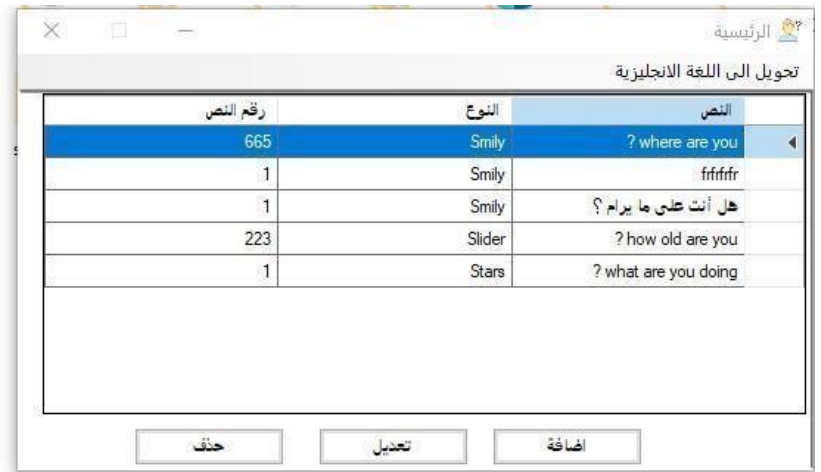 الرئيسية
تحويل الى اللغة الانجليزية
النص النوع رقم النص
? where are you Smily 665
frfrfrfr Smily 1
هل أنت على ما يرام ؟ Smily 1
? how old are you Slider 223
? what are you doing Stars 1
اضافة تعديل حذف